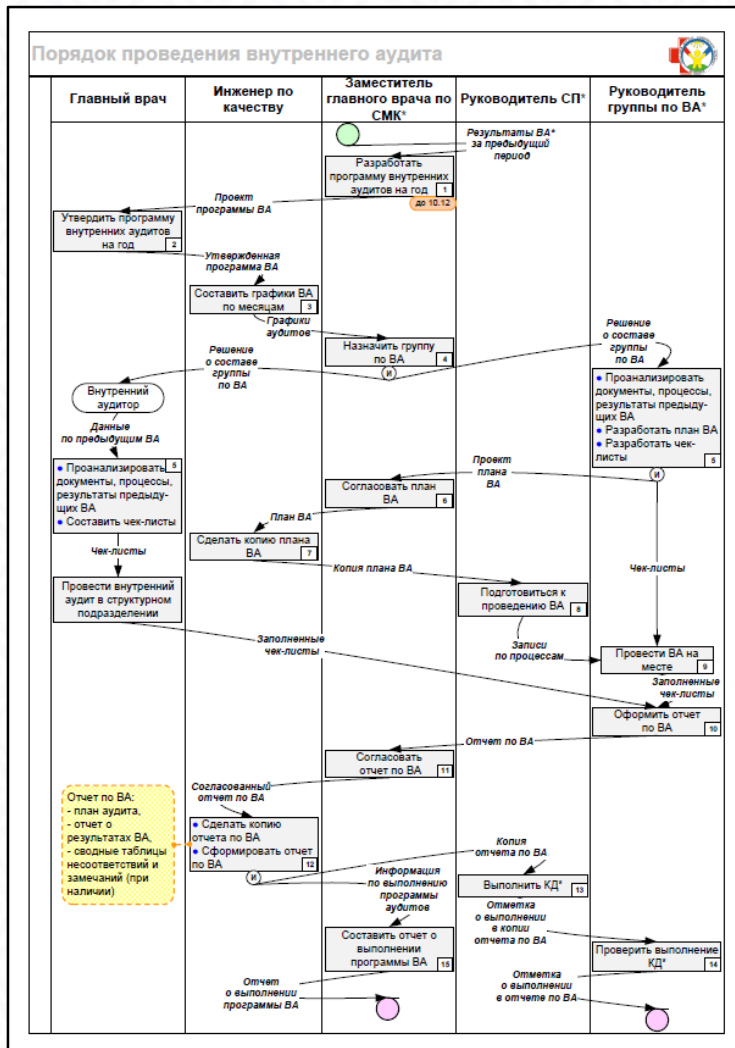 Порядок проведения внутреннего аудита
Главный врач
Инженер по
качеству
Заместитель
главного врача по
СМК*
Руководитель СП*
Руководитель
группы по ВА*
Результаты ВА*
за предыдущий
период
Разработать
программу внутренних
аудитов на год
1
до 10.12
Проект
программы ВА
Утвердить программу
внутренних аудитов
на год
2
Утвержденная
программа ВА
Составить графики ВА
по месяцам
3
Графики
аудитов
Назначить группу
по ВА
4
и
Решение
о составе
группы
по ВА
Решение
о составе
группы
по ВА
Внутренний
аудитор
Данные
по предыдущим ВА
● Проанализировать
документы, процессы,
результаты предыду-
щих ВА
● Составить чек-листы
5
● Проанализировать
документы, процессы,
результаты предыду-
щих ВА
● Разработать план ВА
● Разработать чек-
листы
5
и
Проект
плана
ВА
Согласовать план
ВА
6
План ВА
Сделать копию плана
ВА
7
Чек-листы
Копия плана ВА
Чек-листы
Провести внутренний
аудит в структурном
подразделении
Подготовиться к
проведению ВА
8
Заполненные
чек-листы
Записи
по процессам
Провести ВА на
месте
9
Заполненные
чек-листы
Оформить отчет
по ВА
10
Отчет по ВА
Согласовать
отчет по ВА
11
Согласованный
отчет по ВА
Отчет по ВА:
- план аудита,
- отчет о
результатах ВА,
- сводные таблицы
несоответствий и
замечаний (при
наличии)
● Сделать копию
отчета по ВА
● Сформировать отчет
по ВА
12
и
Копия
отчета по ВА
Информация
по выполнению
программы
аудитов
Выполнить КД*
13
Отметка
о выполнении
в копии
отчета по ВА
Составить отчет о
выполнении
программы ВА
15
Проверить выполнение
КД*
14
Отчет
о выполнении
программы ВА
Отметка
о выполнении
в отчете по ВА